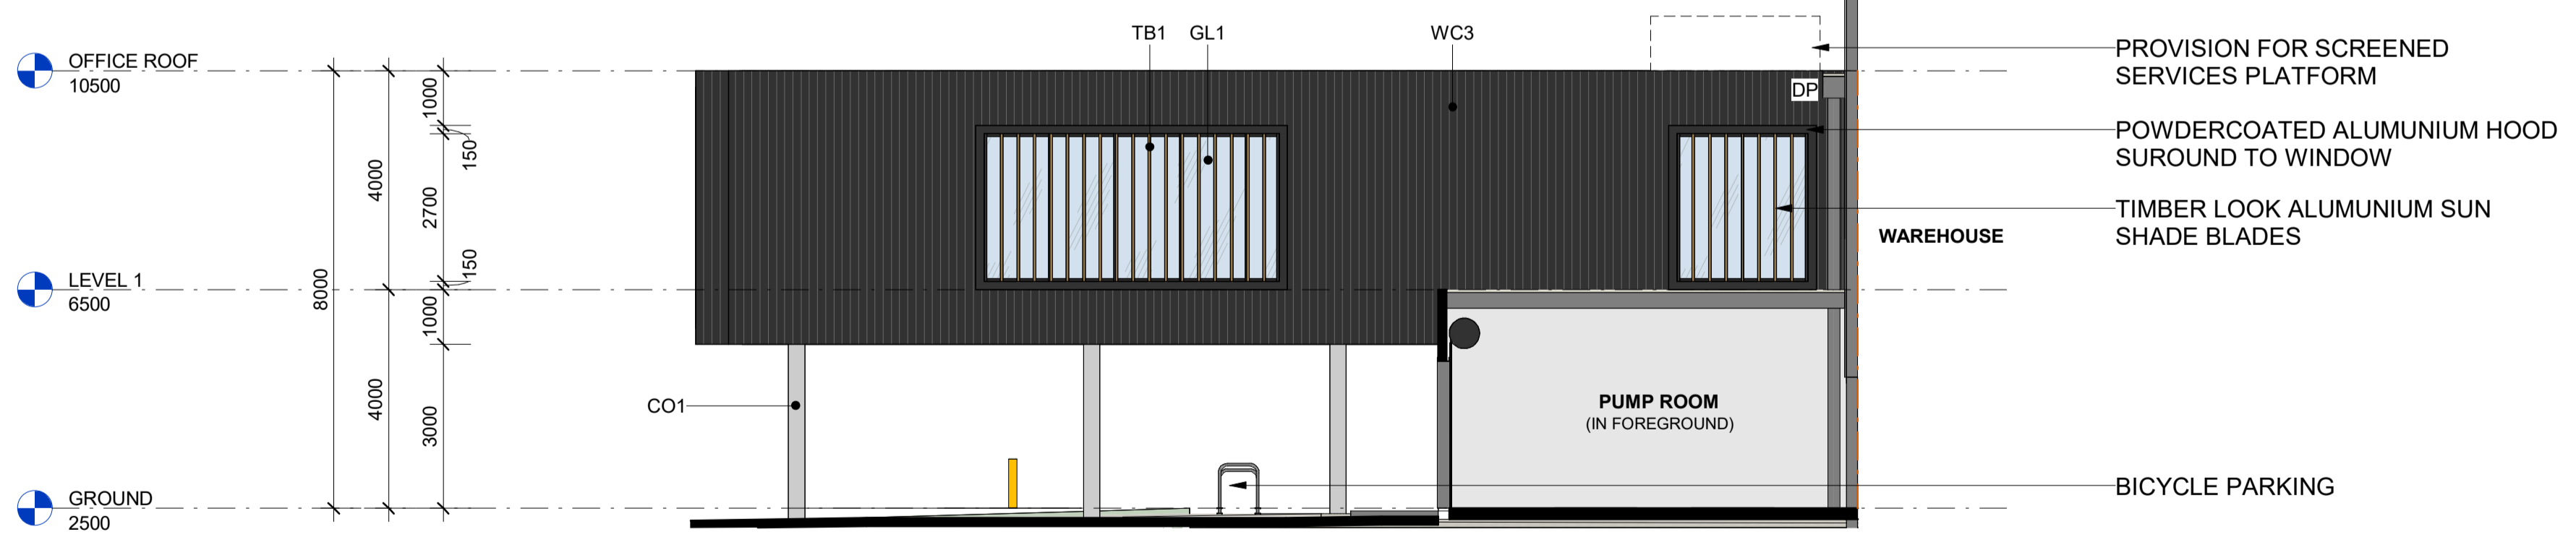 TB1
GL1
WC3
OFFICE ROOF
10500
PROVISION FOR SCREENED
SERVICES PLATFORM
DP
1000
150
4000
2700
150
8000
1000
4000
3000
POWDERCOATED ALUMUNIUM HOOD
SUROUND TO WINDOW
TIMBER LOOK ALUMUNIUM SUN
SHADE BLADES
WAREHOUSE
LEVEL 1
6500
CO1
PUMP ROOM
(IN FOREGROUND)
BICYCLE PARKING
GROUND
2500